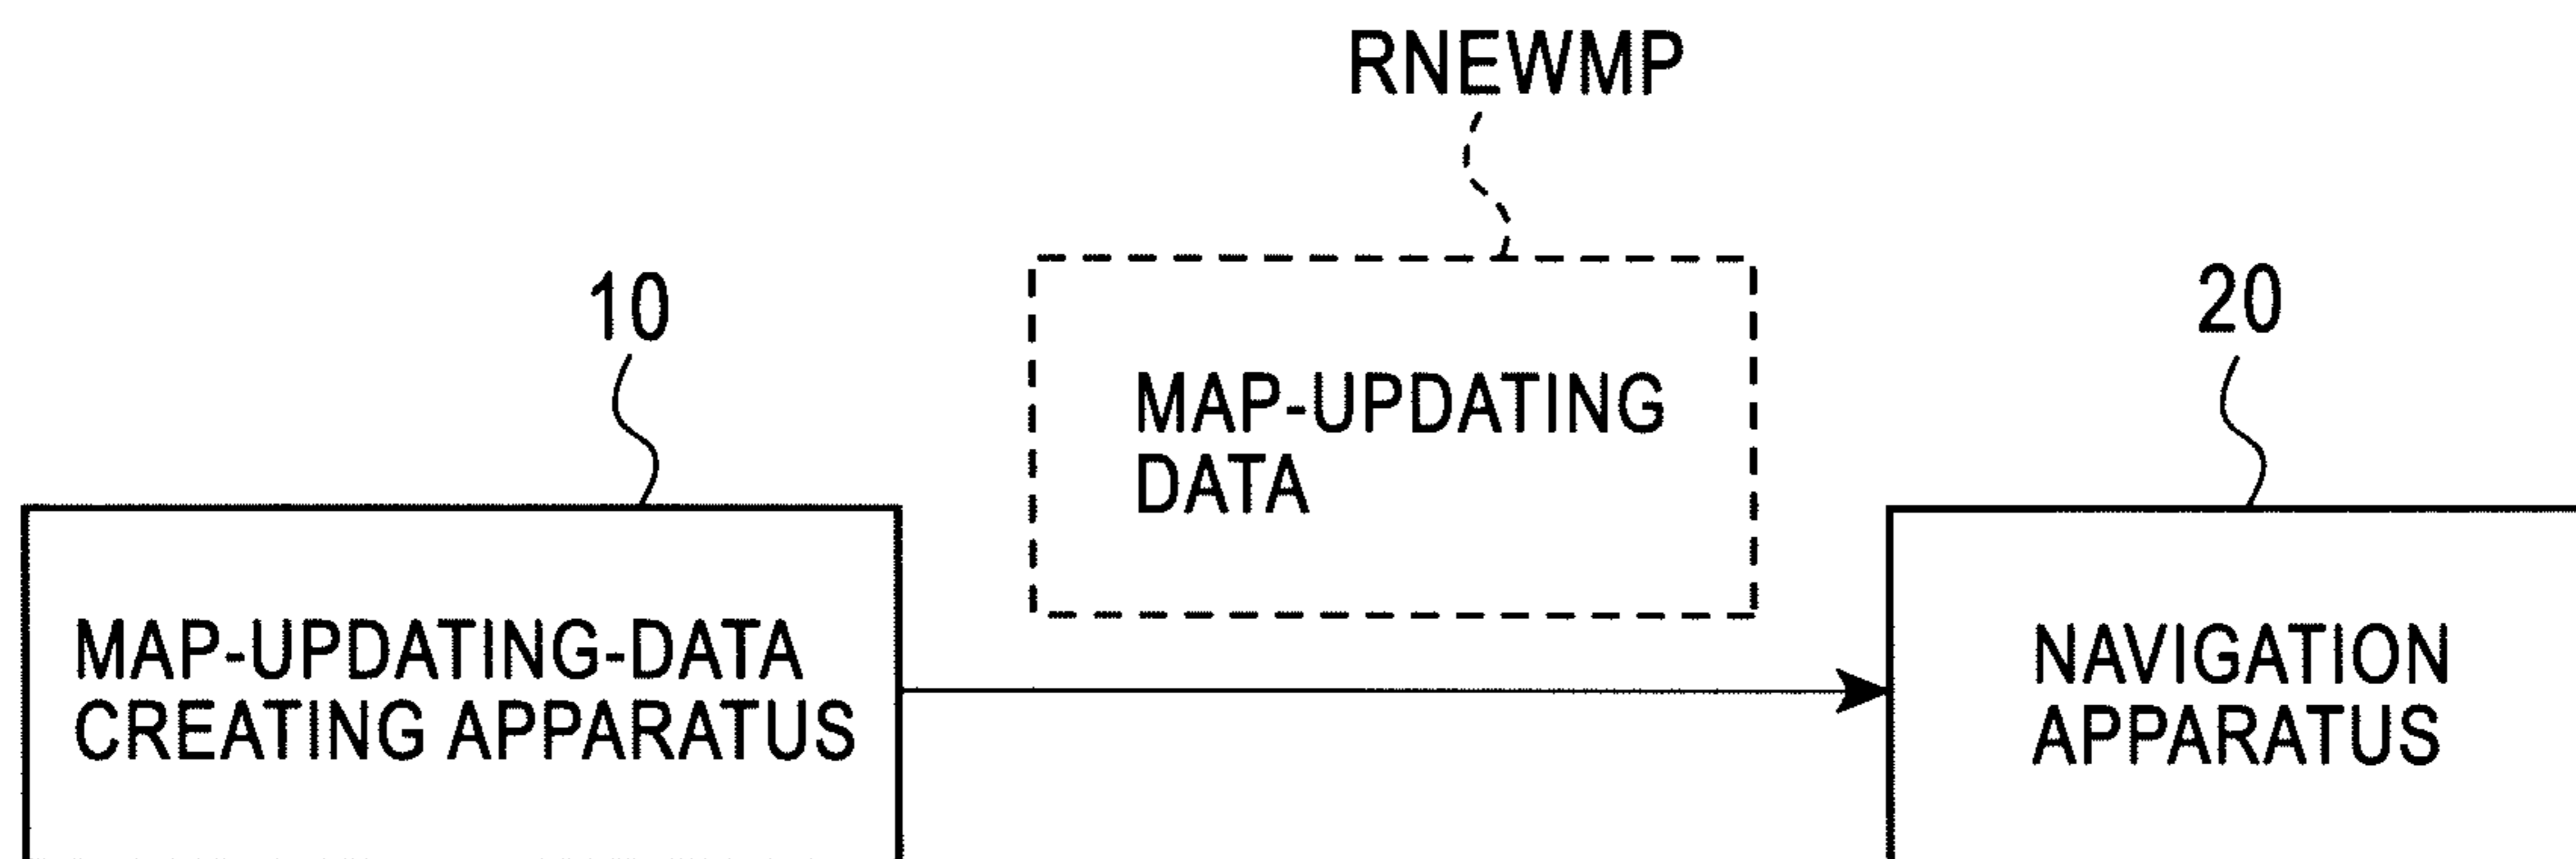 RNEWMP
10
MAP-UPDATING
DATA
20
MAP-UPDATING-DATA
CREATING APPARATUS
NAVIGATION
APPARATUS